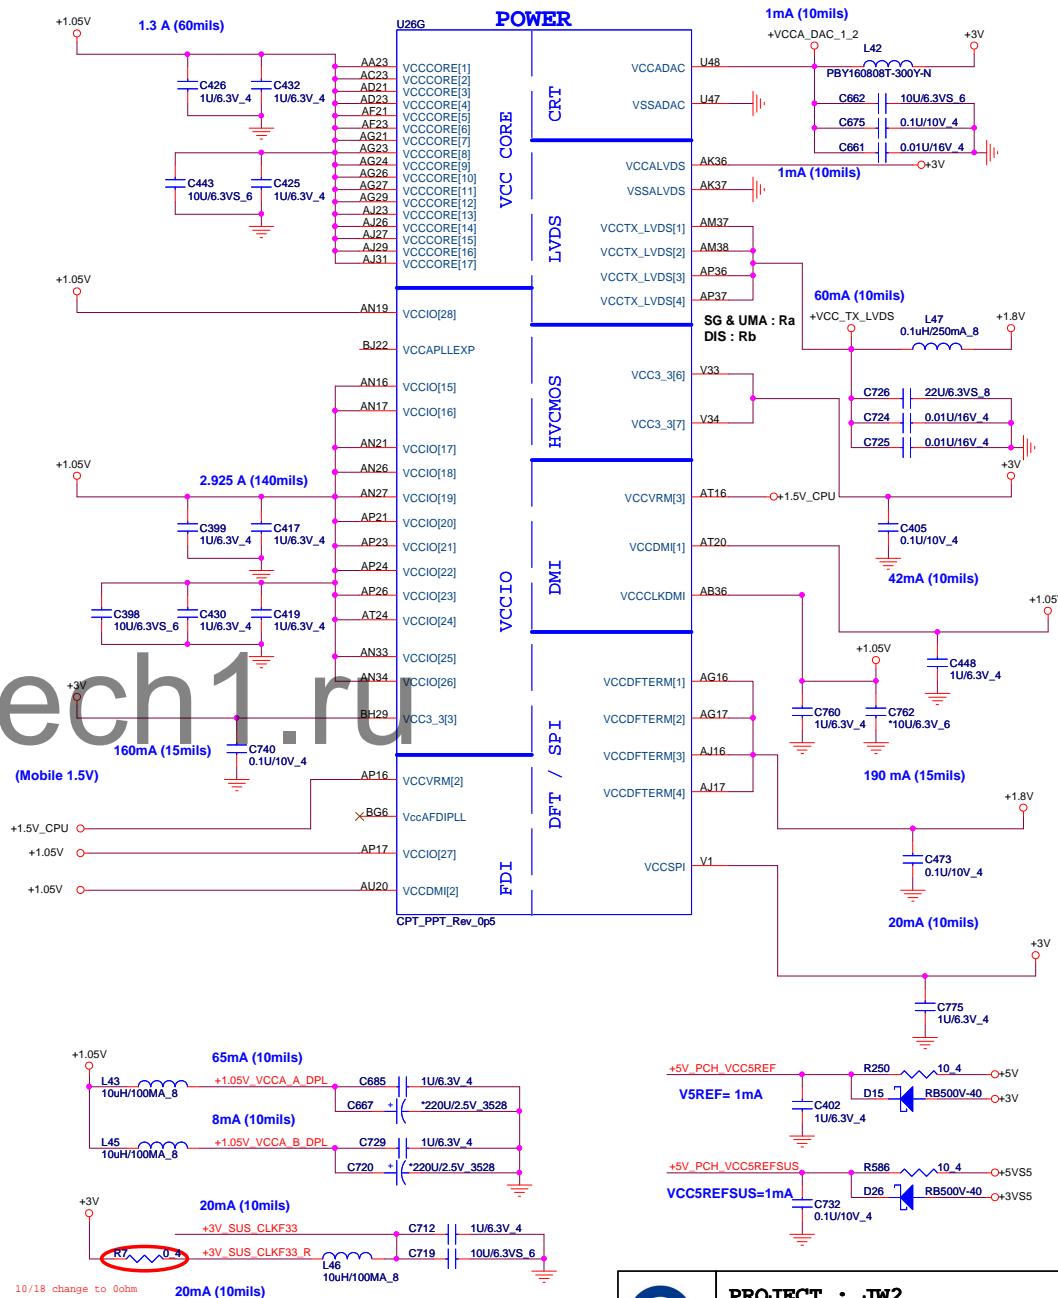 POWER
U26G
+1.05V
1.3 A (60mils)
C426
1U/6.3V_4
C432
1U/6.3V_4
C443
10U/6.3VS_6
C425
1U/6.3V_4
AA23 VCCCORE[1]
AC23 VCCCORE[2]
AD21 VCCCORE[3]
AD23 VCCCORE[4]
AF21 VCCCORE[5]
AF23 VCCCORE[6]
AG21 VCCCORE[7]
AG23 VCCCORE[8]
AG24 VCCCORE[9]
AG26 VCCCORE[10]
AG27 VCCCORE[11]
AG29 VCCCORE[12]
AJ23 VCCCORE[13]
AJ26 VCCCORE[14]
AJ27 VCCCORE[15]
AJ29 VCCCORE[16]
AJ31 VCCCORE[17]
VCC CORE
CRT
LVDS
HVCMOS
DMI
VCCIO
DFT / SPI
FDI
+1.05V
AN19 VCCIO[28]
BJ22 VCCAPLLEXP
AN16 VCCIO[15]
AN17 VCCIO[16]
AN21 VCCIO[17]
AN26 VCCIO[18]
AN27 VCCIO[19]
AP21 VCCIO[20]
AP23 VCCIO[21]
AP24 VCCIO[22]
AP26 VCCIO[23]
AT24 VCCIO[24]
AN33 VCCIO[25]
AN34 VCCIO[26]
BH29 VCC3_3[3]
AP16 VCCVRM[2]
BG6 VccAFDIPLL
AP17 VCCIO[27]
AU20 VCCDMI[2]
CPT_PPT_Rev_0p5
+1.05V
2.925 A (140mils)
C399
1U/6.3V_4
C417
1U/6.3V_4
C398
10U/6.3VS_6
C430
1U/6.3V_4
C419
1U/6.3V_4
ech1.ru
+3V
160mA (15mils)
C740
0.1U/10V_4
(Mobile 1.5V)
+1.5V_CPU
+1.05V
+1.05V
1mA (10mils)
+VCCA_DAC_1_2
L42
PBY160808T-300Y-N
+3V
C662 10U/6.3VS_6
C675 0.1U/10V_4
C661 0.01U/16V_4
VCCADAC U48
VSSADAC U47
VCCALVDS AK36
+3V
1mA (10mils)
VSSALVDS AK37
VCCTX_LVDS[1] AM37
VCCTX_LVDS[2] AM38
VCCTX_LVDS[3] AP36
VCCTX_LVDS[4] AP37
SG & UMA : Ra
DIS : Rb
60mA (10mils)
+VCC_TX_LVDS
L47
0.1uH/250mA_8
+1.8V
C726 22U/6.3VS_8
C724 0.01U/16V_4
C725 0.01U/16V_4
VCC3_3[6] V33
VCC3_3[7] V34
+3V
C405
0.1U/10V_4
VCCVRM[3] AT16
+1.5V_CPU
VCCDMI[1] AT20
42mA (10mils)
+1.05V
C448
1U/6.3V_4
VCCCLKDMI AB36
+1.05V
C760
1U/6.3V_4
C762
*10U/6.3V_6
VCCDFTERM[1] AG16
VCCDFTERM[2] AG17
VCCDFTERM[3] AJ16
VCCDFTERM[4] AJ17
190 mA (15mils)
+1.8V
C473
0.1U/10V_4
VCCSPI V1
20mA (10mils)
+3V
C775
1U/6.3V_4
+1.05V
65mA (10mils)
L43
10uH/100MA_8
+1.05V_VCCA_A_DPL
C685 1U/6.3V_4
C667 + *220U/2.5V_3528
8mA (10mils)
L45
10uH/100MA_8
+1.05V_VCCA_B_DPL
C729 1U/6.3V_4
C720 + *220U/2.5V_3528
+3V
20mA (10mils)
+3V_SUS_CLKF33
C712 1U/6.3V_4
R7 0_4
+3V_SUS_CLKF33_R
L46
10uH/100MA_8
C719 10U/6.3VS_6
10/18 change to 0ohm
20mA (10mils)
+5V_PCH_VCC5REF
V5REF= 1mA
C402
1U/6.3V_4
R250 10_4
+5V
D15 RB500V-40
+3V
+5V_PCH_VCC5REFSUS
VCC5REFSUS=1mA
C732
0.1U/10V_4
R586 10_4
+5VS5
D26 RB500V-40
+3VS5
PROJECT : JW2